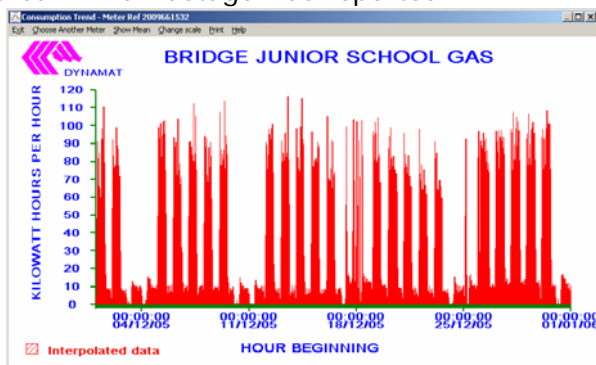 Consumption Trend - Meter Ref 2009661532
Exit Choose Another Meter Show Mean Change scale Print Help
DYNAMAT
BRIDGE JUNIOR SCHOOL GAS
KILOWATT HOURS PER HOUR
120
110
100
90
80
70
60
50
40
30
20
10
0
00:00:00 00:00:00 00:00:00 00:00:00 00:00:00
04/12/05 11/12/05 18/12/05 25/12/05 01/01/06
Interpolated data
HOUR BEGINNING